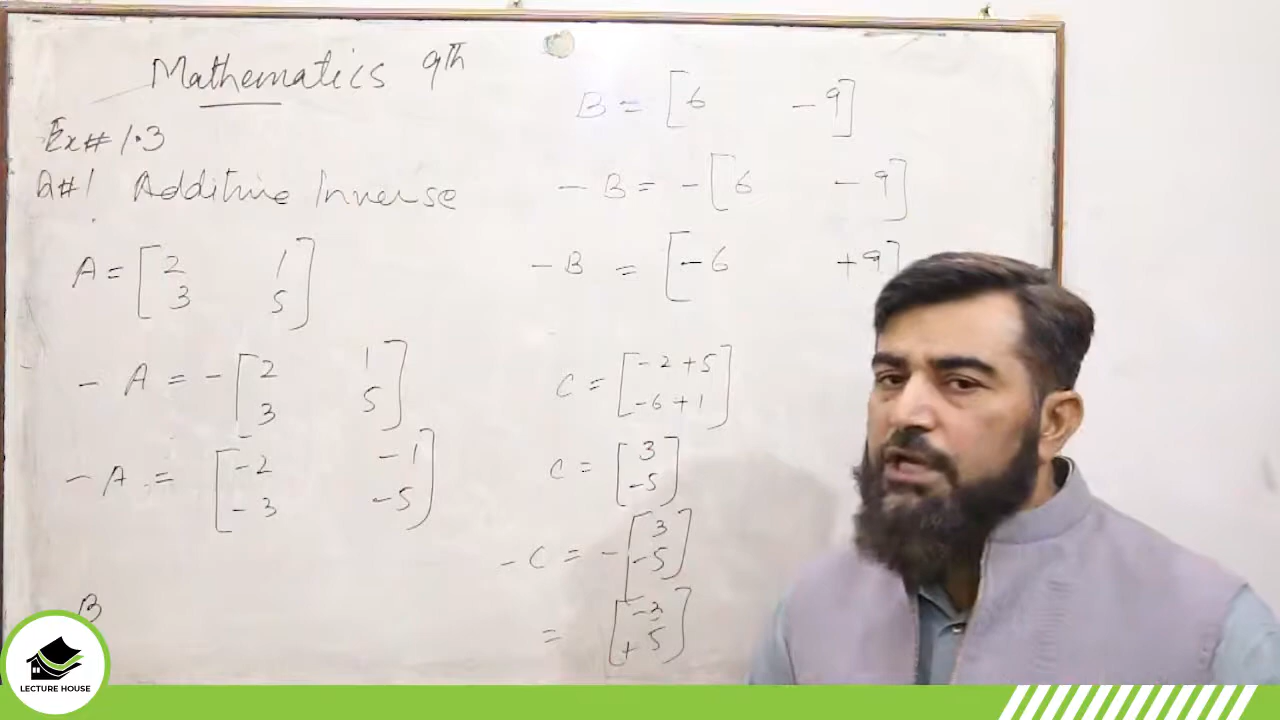 Mathematics 9th
Ex# 1.3
Q#1 Additive Inverse
A = [2 1
3 5]
- A = - [2 1
3 5]
- A = [-2 -1
-3 -5]
B
B = [6 -9]
- B = - [6 -9]
- B = [-6 +9]
C = [-2+5
-6+1]
C = [3
-5]
- C = - [3
-5]
= [-3
+5]
LECTURE HOUSE